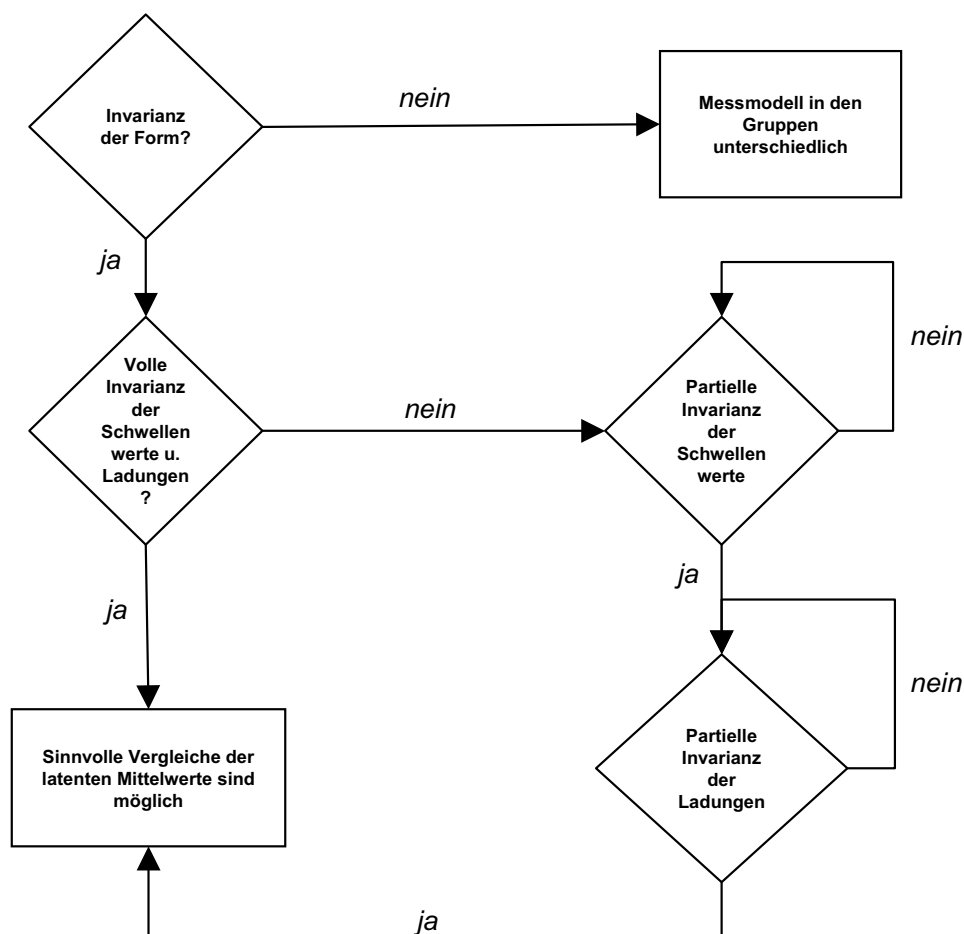 Invarianz
der Form?
nein
Messmodell in den
Gruppen
unterschiedlich
ja
Volle
Invarianz
der
Schwellen
werte u.
Ladungen
?
nein
Partielle
Invarianz
der
Schwellen
werte
nein
ja
ja
Sinnvolle Vergleiche der
latenten Mittelwerte sind
möglich
Partielle
Invarianz
der
Ladungen
nein
ja